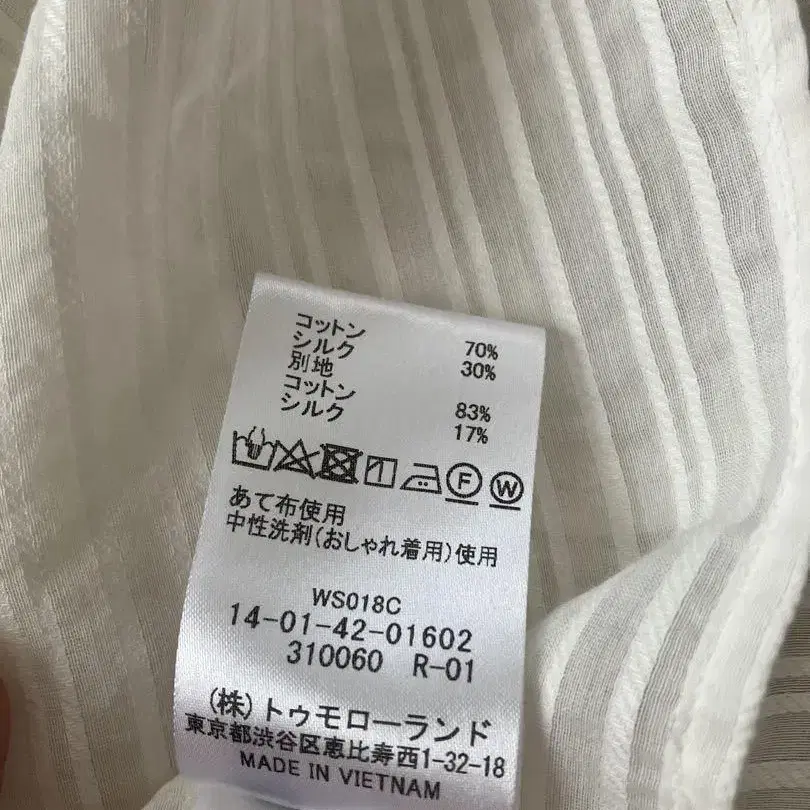 コットン 70%
シルク 30%
別地
コットン 83%
シルク 17%
F W
あて布使用
中性洗剤(おしゃれ着用)使用
WS018C
14-01-42-01602
310060 R-01
(株)トゥモローランド
東京都渋谷区恵比寿西1-32-18
MADE IN VIETNAM